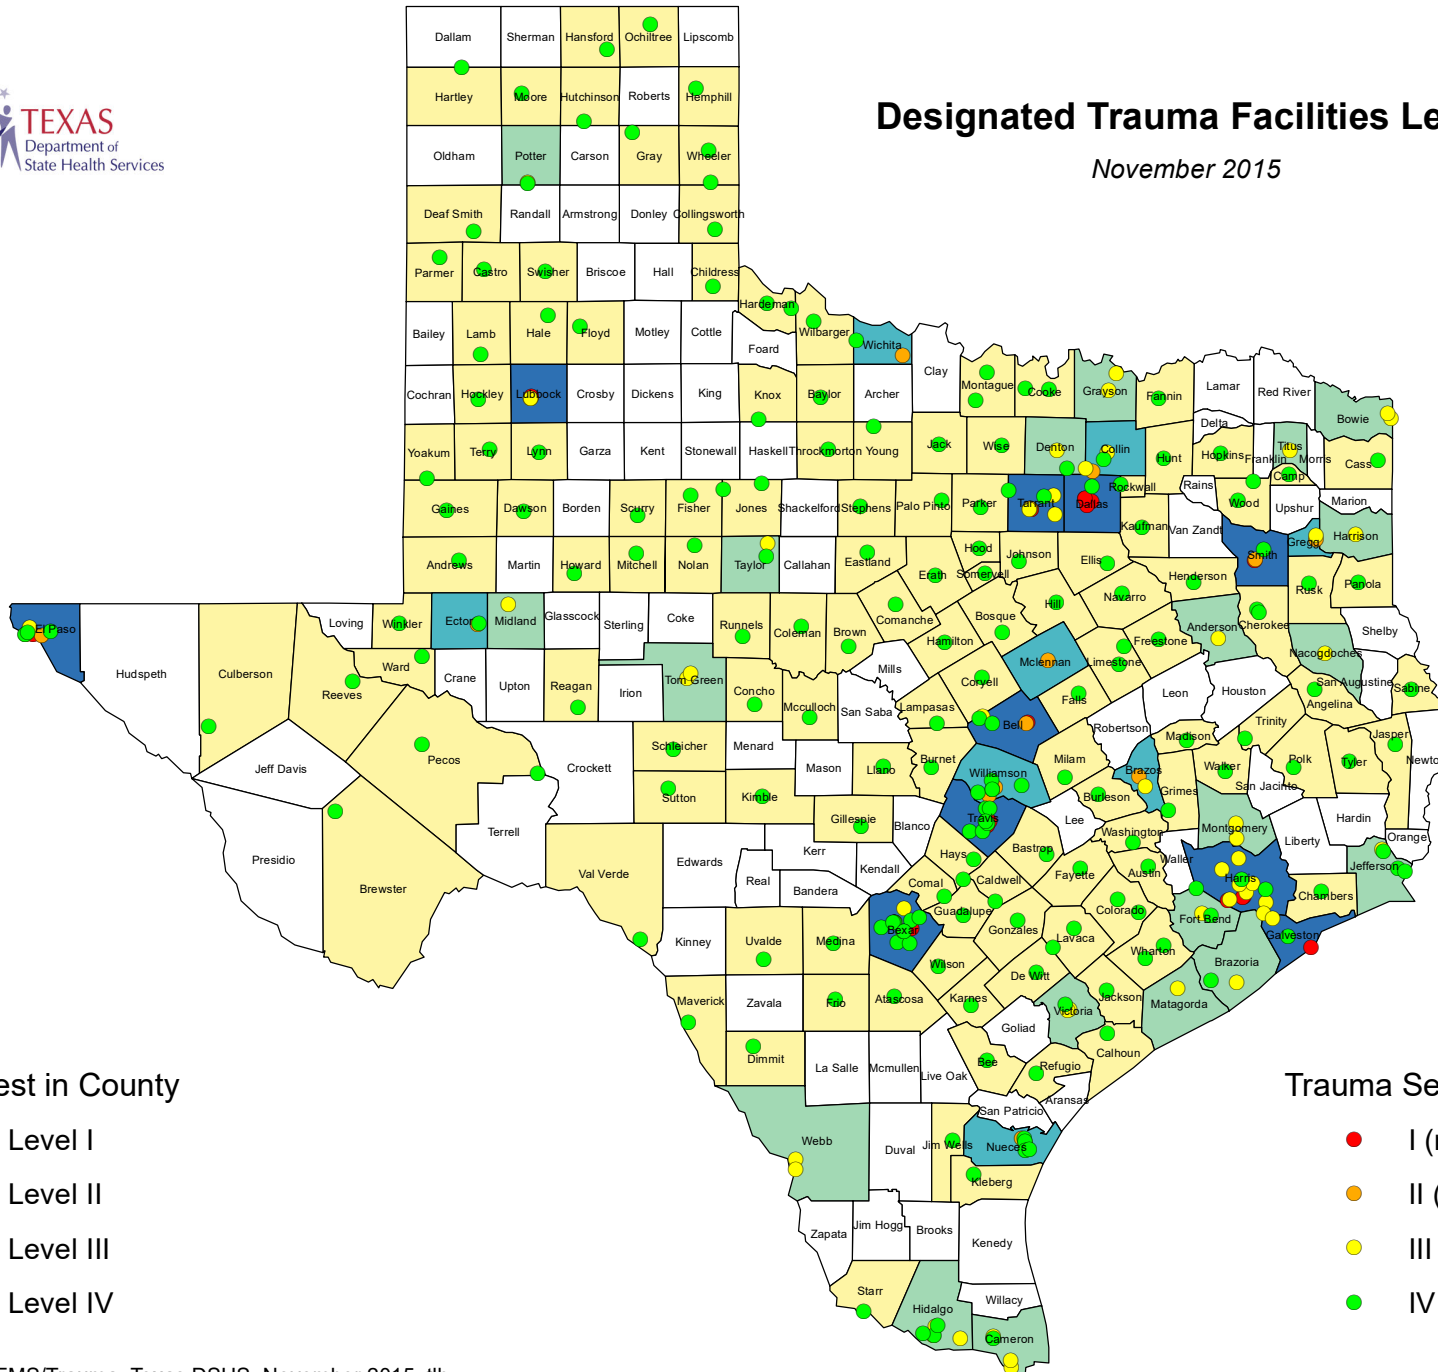 TEXAS
Department of
State Health Services
Designated Trauma Facilities Le
November 2015
Dallam Sherman Hansford Ochiltree Lipscomb
Hartley Moore Hutchinson Roberts Hemphill
Oldham Potter Carson Gray Wheeler
Deaf Smith Randall Armstrong Donley Collingsworth
Parmer Castro Swisher Briscoe Hall Childress
Hardeman
Bailey Lamb Hale Floyd Motley Cottle Foard Wilbarger Wichita
Clay
Cochran Hockley Lubbock Crosby Dickens King Knox Baylor Archer Montague Cooke Grayson Fannin Lamar Red River Bowie
Delta
Yoakum Terry Lynn Garza Kent Stonewall Haskell Throckmorton Young Jack Wise Denton Collin Hunt Hopkins Franklin Titus Morris Cass
Camp
Rockwall Rains Wood Upshur Marion
Gaines Dawson Borden Scurry Fisher Jones Shackelford Stephens Palo Pinto Parker Tarrant Dallas Kaufman Van Zandt Smith Gregg Harrison
Andrews Martin Howard Mitchell Nolan Taylor Callahan Eastland Erath Hood Somervell Johnson Ellis Henderson Rusk Panola
El Paso Hudspeth Culberson Loving Winkler Ector Midland Glasscock Sterling Coke Runnels Coleman Brown Comanche Hamilton Bosque Hill Navarro Freestone Anderson Cherokee Nacogdoches Shelby
Reeves Ward Crane Upton Reagan Irion Tom Green Concho Mcculloch San Saba Mills Lampasas Coryell Mclennan Limestone Falls Leon Houston Angelina San Augustine Sabine
Jeff Davis Pecos Crockett Schleicher Menard Mason Llano Burnet Bell Milam Robertson Madison Trinity Walker Polk Tyler Jasper Newto
Presidio Brewster Terrell Sutton Kimble Gillespie Blanco Williamson Travis Lee Burleson Brazos Grimes San Jacinto Montgomery Liberty Hardin Orange
Val Verde Edwards Real Kerr Bandera Kendall Hays Comal Caldwell Bastrop Fayette Washington Austin Waller Harris Chambers Jefferson
Kinney Uvalde Medina Bexar Guadalupe Gonzales Lavaca Colorado Wharton Fort Bend Brazoria Galveston
Maverick Zavala Frio Atascosa Wilson Karnes De Witt Victoria Jackson Matagorda
Dimmit La Salle Mcmullen Live Oak Bee Goliad Refugio Calhoun
Aransas
San Patricio
Webb Duval Jim Wells Nueces
Kleberg
Zapata Jim Hogg Brooks Kenedy
Starr Hidalgo Willacy
Cameron
est in County
Level I
Level II
Level III
Level IV
Trauma Se
I (
II (
III
IV